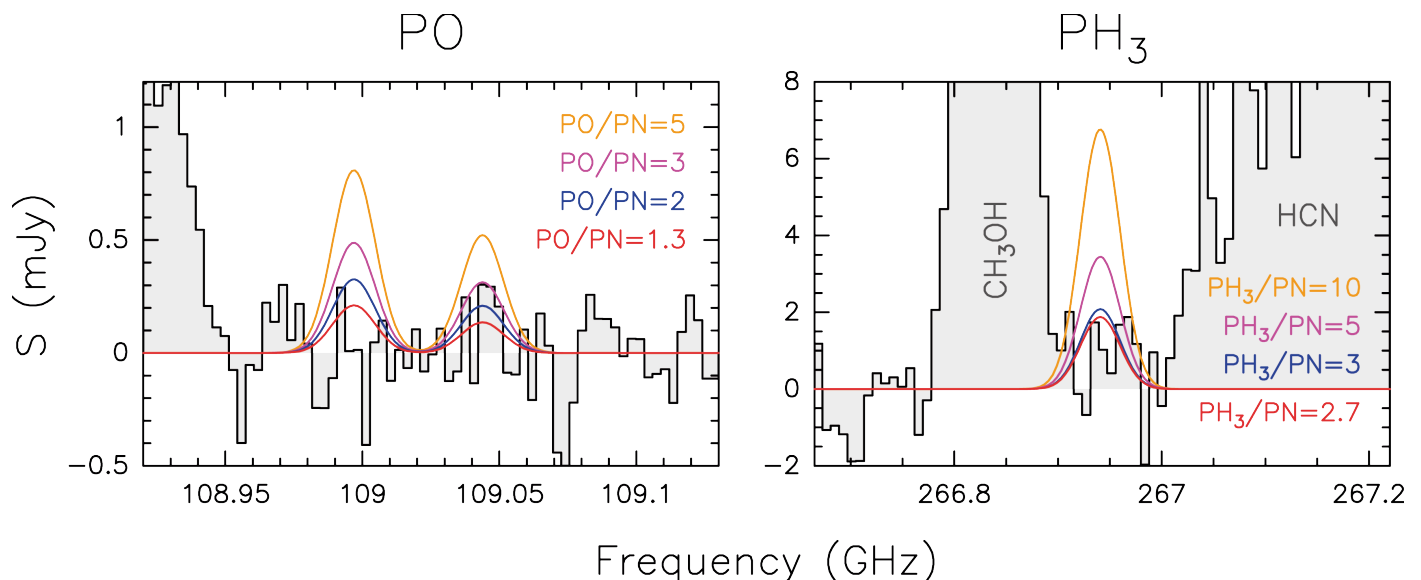 PO
PH₃
S (mJy)
1
0.5
0
−0.5
108.95
109
109.05
109.1
PO/PN=5
PO/PN=3
PO/PN=2
PO/PN=1.3
8
6
4
2
0
−2
266.8
267
267.2
CH₃OH
HCN
PH₃/PN=10
PH₃/PN=5
PH₃/PN=3
PH₃/PN=2.7
Frequency (GHz)